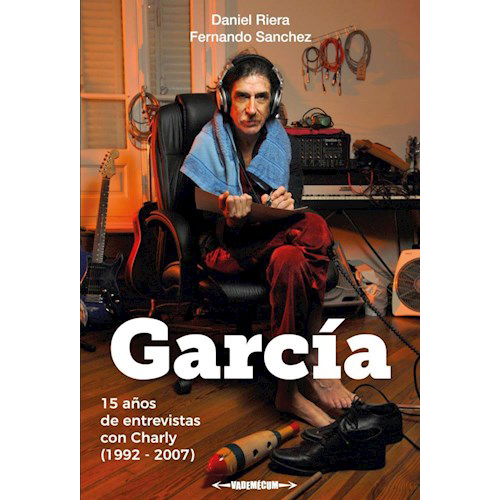 Daniel Riera
Fernando Sanchez
García
15 años
de entrevistas
con Charly
(1992 - 2007)
VADEMÉCUM